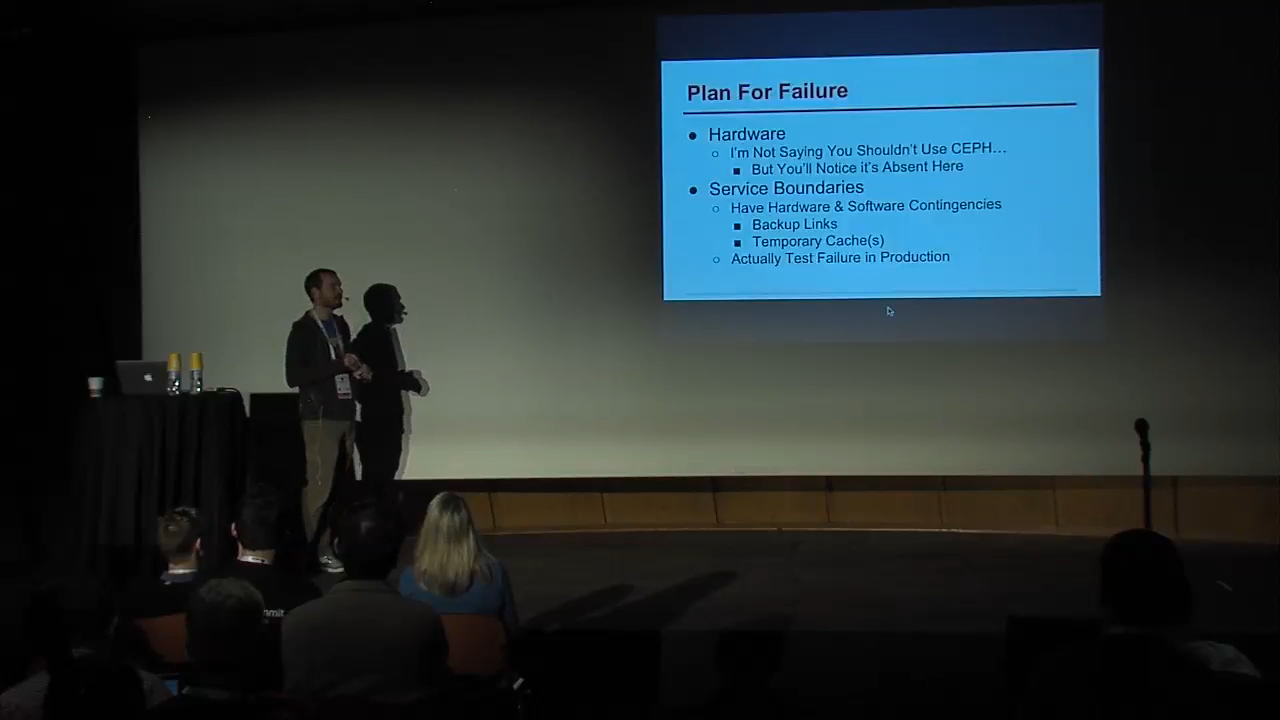 Plan For Failure
● Hardware
○ I'm Not Saying You Shouldn't Use CEPH…
■ But You'll Notice it's Absent Here
● Service Boundaries
○ Have Hardware & Software Contingencies
■ Backup Links
■ Temporary Cache(s)
○ Actually Test Failure in Production
mmit